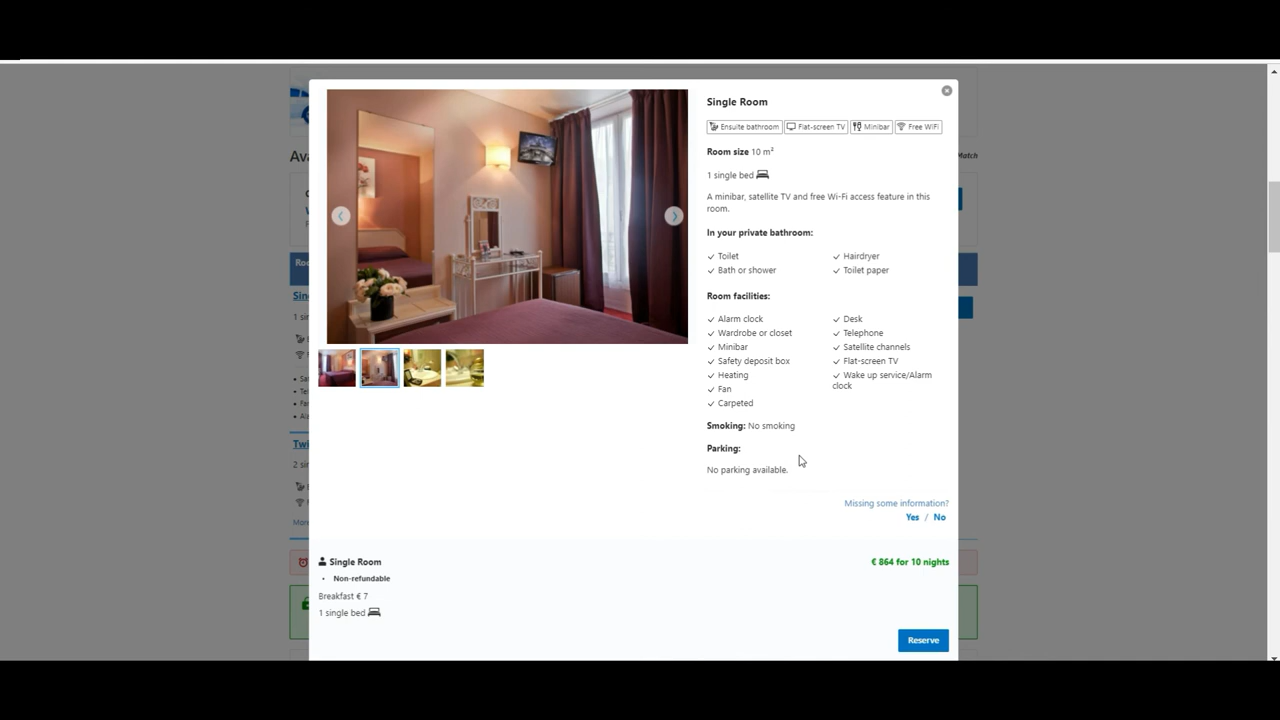 Single Room
Ensuite bathroom Flat-screen TV Minibar Free WiFi
Room size 10 m²
1 single bed
A minibar, satellite TV and free Wi-Fi access feature in this
room.
In your private bathroom:
✓ Toilet
✓ Bath or shower
✓ Hairdryer
✓ Toilet paper
Room facilities:
✓ Alarm clock
✓ Wardrobe or closet
✓ Minibar
✓ Safety deposit box
✓ Heating
✓ Fan
✓ Carpeted
✓ Desk
✓ Telephone
✓ Satellite channels
✓ Flat-screen TV
✓ Wake up service/Alarm
clock
Smoking: No smoking
Parking:
No parking available.
Missing some information?
Yes / No
Single Room
• Non-refundable
Breakfast € 7
1 single bed
€ 864 for 10 nights
Reserve
Match